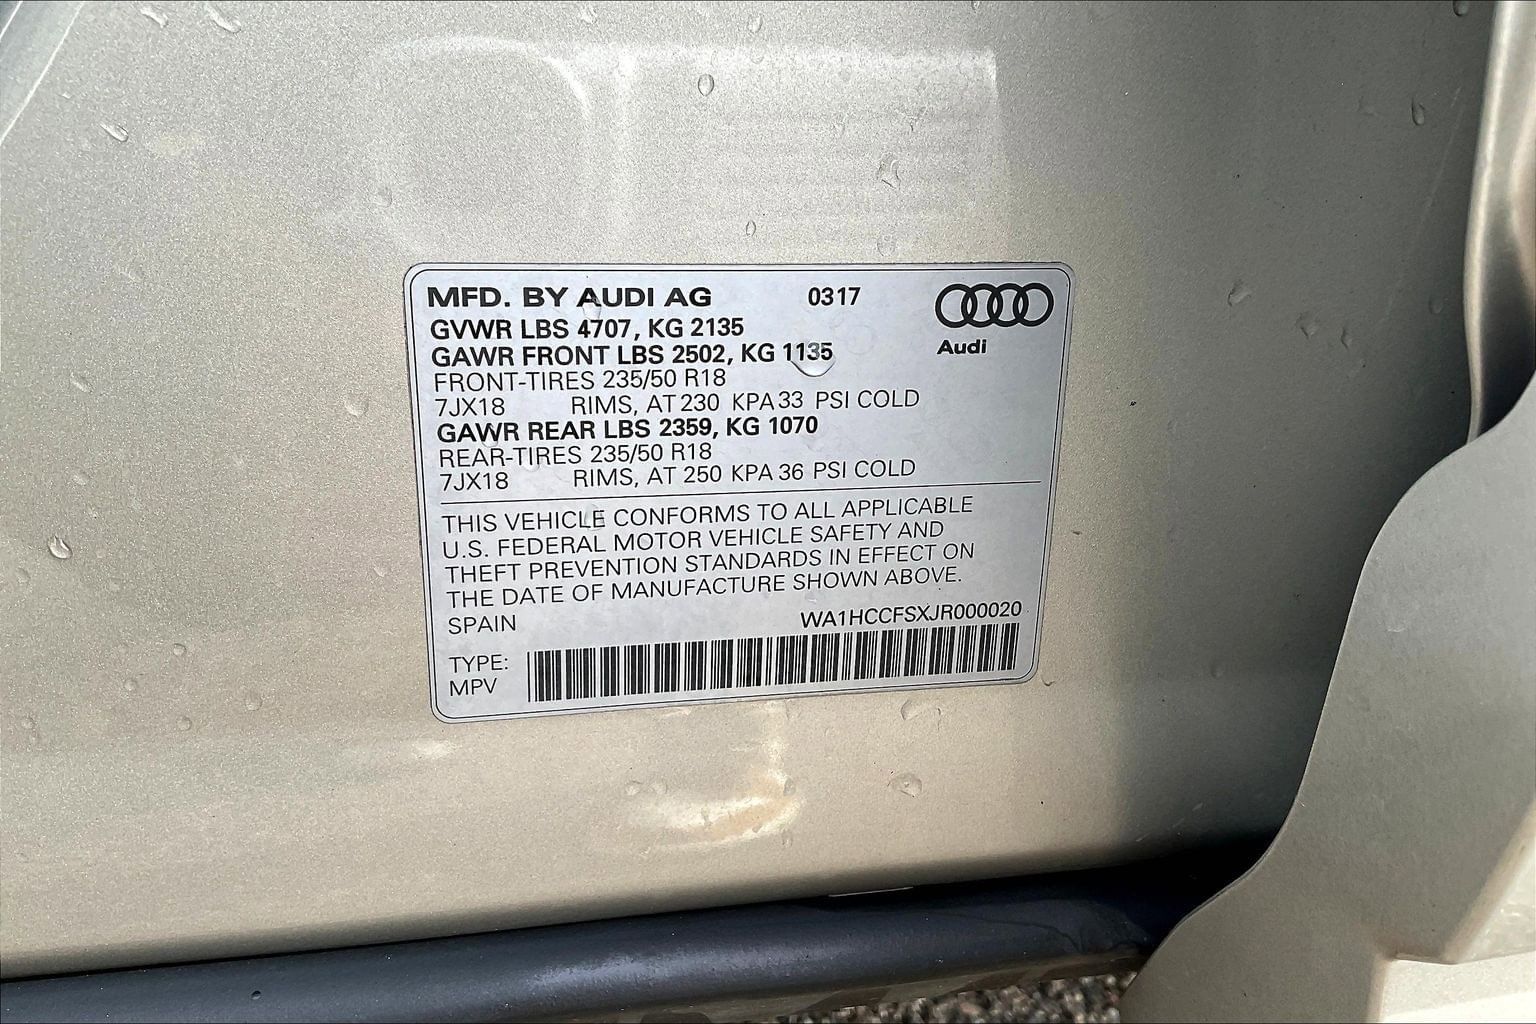 MFD. BY AUDI AG 0317
GVWR LBS 4707, KG 2135
GAWR FRONT LBS 2502, KG 1135
FRONT-TIRES 235/50 R18
7JX18 RIMS, AT 230 KPA 33 PSI COLD
GAWR REAR LBS 2359, KG 1070
REAR-TIRES 235/50 R18
7JX18 RIMS, AT 250 KPA 36 PSI COLD
Audi
THIS VEHICLE CONFORMS TO ALL APPLICABLE
U.S. FEDERAL MOTOR VEHICLE SAFETY AND
THEFT PREVENTION STANDARDS IN EFFECT ON
THE DATE OF MANUFACTURE SHOWN ABOVE.
SPAIN WA1HCCFSXJR000020
TYPE:
MPV